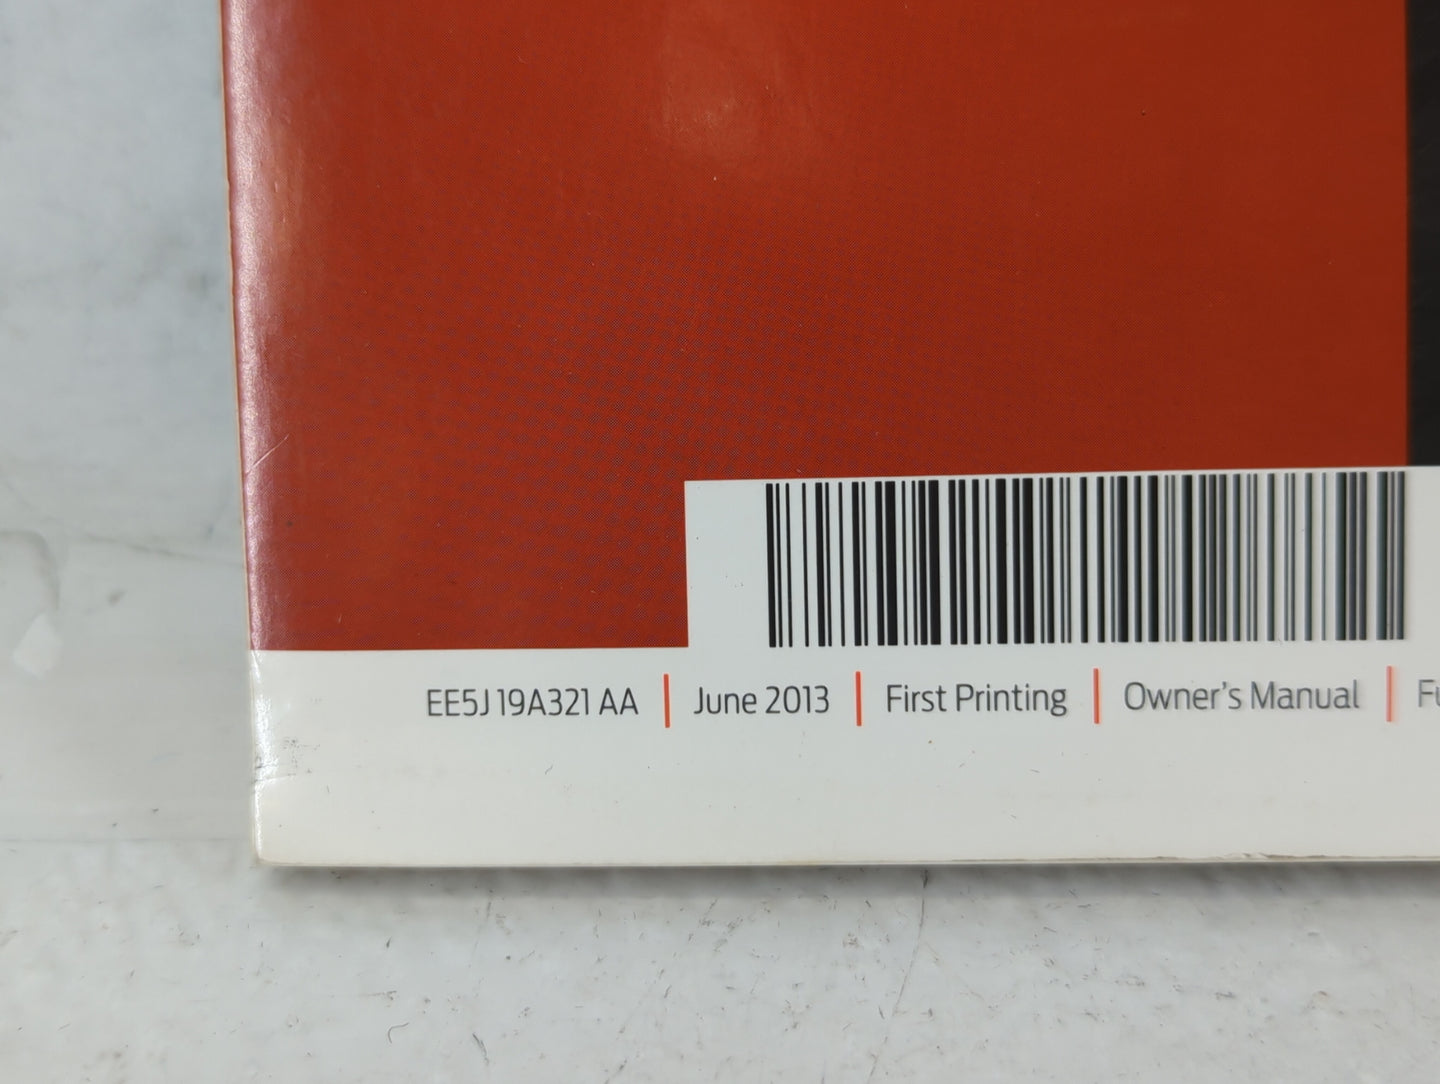 EE5J 19A321 AA | June 2013 | First Printing | Owner's Manual |